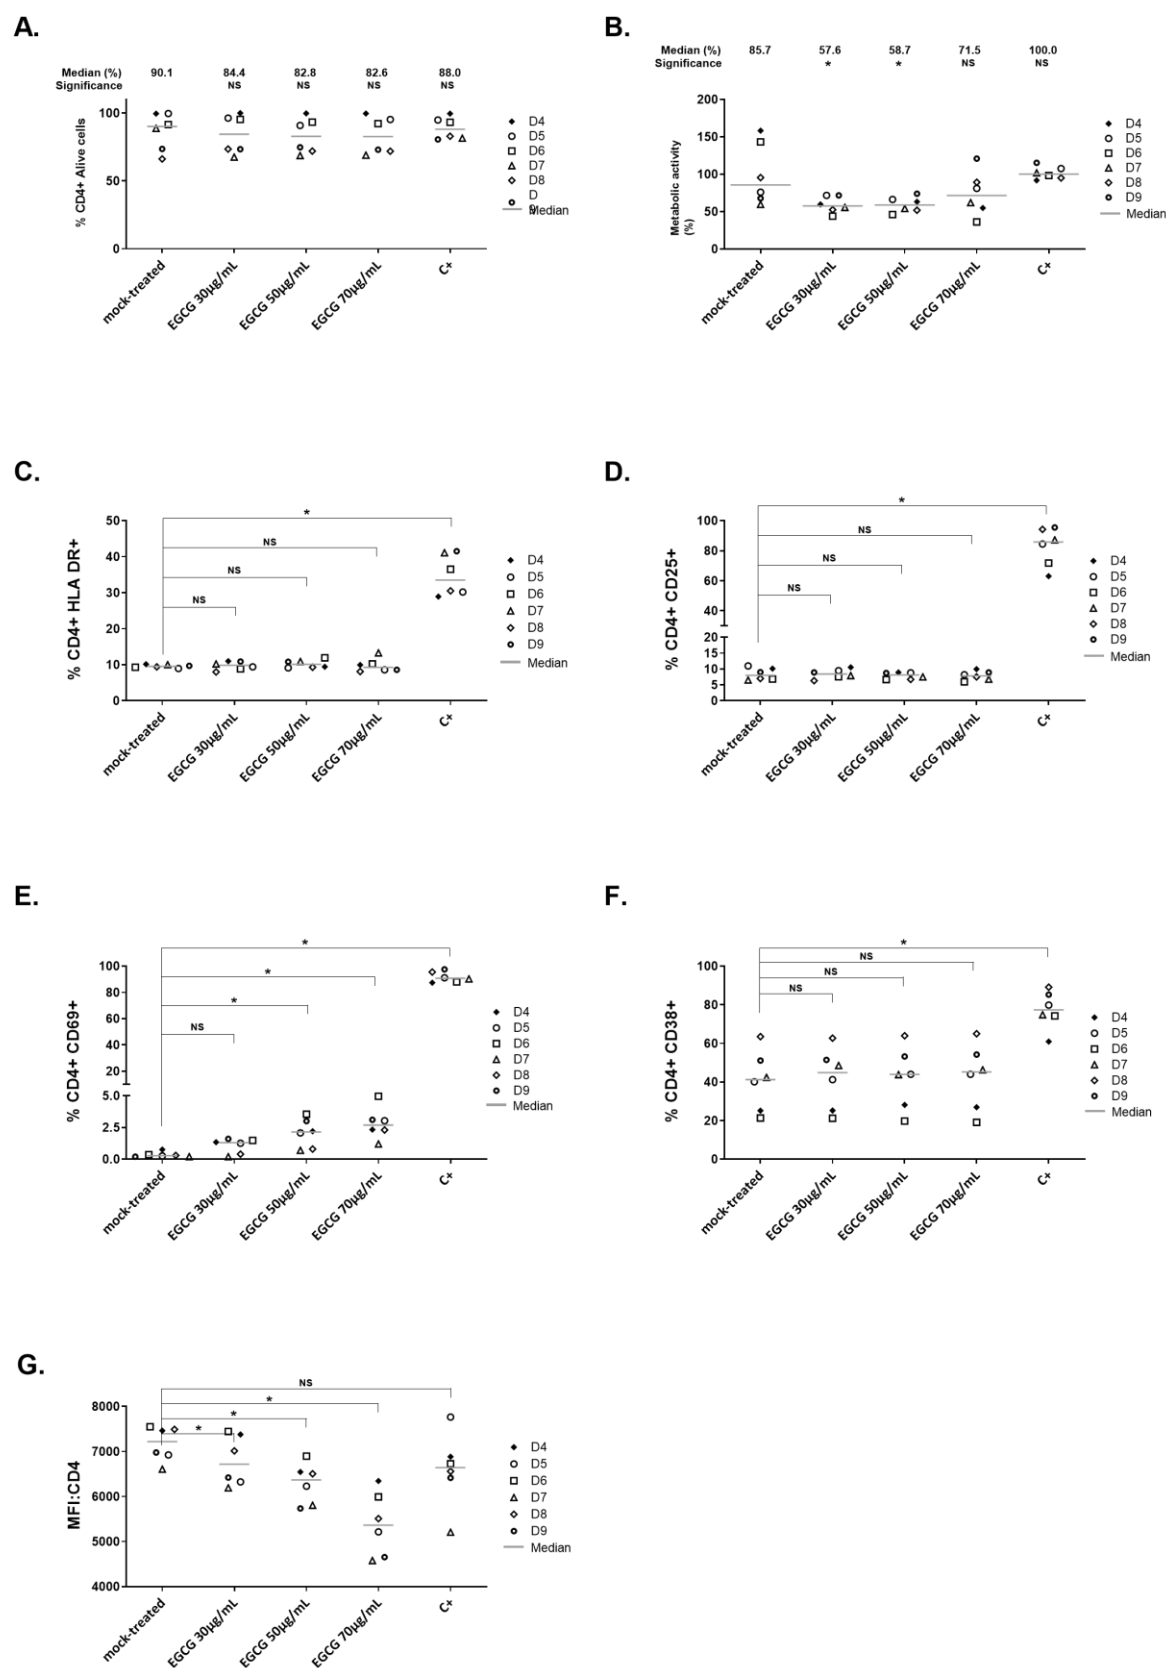 A.
Median (%) 90.1 84.4 82.8 82.6 88.0
Significance NS NS NS NS
% CD4+ Alive cells
100
50
0
D4
D5
D6
D7
D8
D
9
Median
mock-treated
EGCG 30µg/mL
EGCG 50µg/mL
EGCG 70µg/mL
C+
B.
Median (%) 85.7 57.6 58.7 71.5 100.0
Significance * * NS NS
Metabolic activity
(%)
200
150
100
50
0
D4
D5
D6
D7
D8
D9
Median
mock-treated
EGCG 30µg/mL
EGCG 50µg/mL
EGCG 70µg/mL
C+
C.
% CD4+ HLA DR+
50
40
30
20
10
0
*
NS
NS
NS
D4
D5
D6
D7
D8
D9
Median
mock-treated
EGCG 30µg/mL
EGCG 50µg/mL
EGCG 70µg/mL
C+
D.
% CD4+ CD25+
100
80
60
40
20
15
10
5
0
*
NS
NS
NS
D4
D5
D6
D7
D8
D9
Median
mock-treated
EGCG 30µg/mL
EGCG 50µg/mL
EGCG 70µg/mL
C+
E.
% CD4+ CD69+
100
80
60
40
20
5.0
2.5
0.0
*
*
*
NS
D4
D5
D6
D7
D8
D9
Median
mock-treated
EGCG 30µg/mL
EGCG 50µg/mL
EGCG 70µg/mL
C+
F.
% CD4+ CD38+
100
80
60
40
20
0
*
NS
NS
NS
D4
D5
D6
D7
D8
D9
Median
mock-treated
EGCG 30µg/mL
EGCG 50µg/mL
EGCG 70µg/mL
C+
G.
MFI:CD4
8000
7000
6000
5000
4000
NS
*
*
*
D4
D5
D6
D7
D8
D9
Median
mock-treated
EGCG 30µg/mL
EGCG 50µg/mL
EGCG 70µg/mL
C+